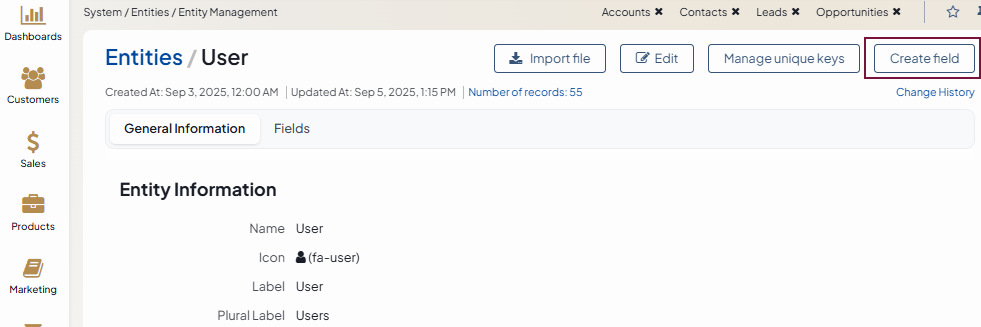 System / Entities / Entity Management
Accounts ✖ Contacts ✖ Leads ✖ Opportunities ✖
Dashboards
Customers
Sales
Products
Marketing
Entities / User
Import file
Edit
Manage unique keys
Create field
Created At: Sep 3, 2025, 12:00 AM | Updated At: Sep 5, 2025, 1:15 PM | Number of records: 55
Change History
General Information
Fields
Entity Information
Name User
Icon (fa-user)
Label User
Plural Label Users